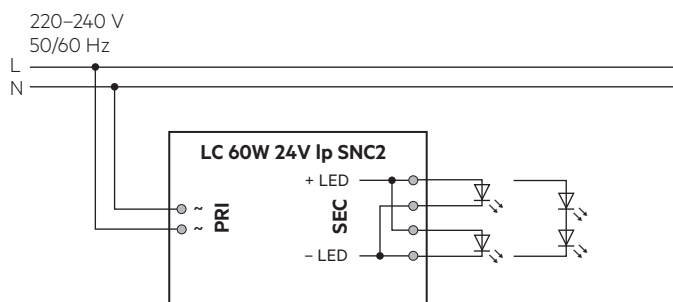 220–240 V
50/60 Hz
L
N
LC 60W 24V lp SNC2
+ LED
~
PRI
~
SEC
– LED